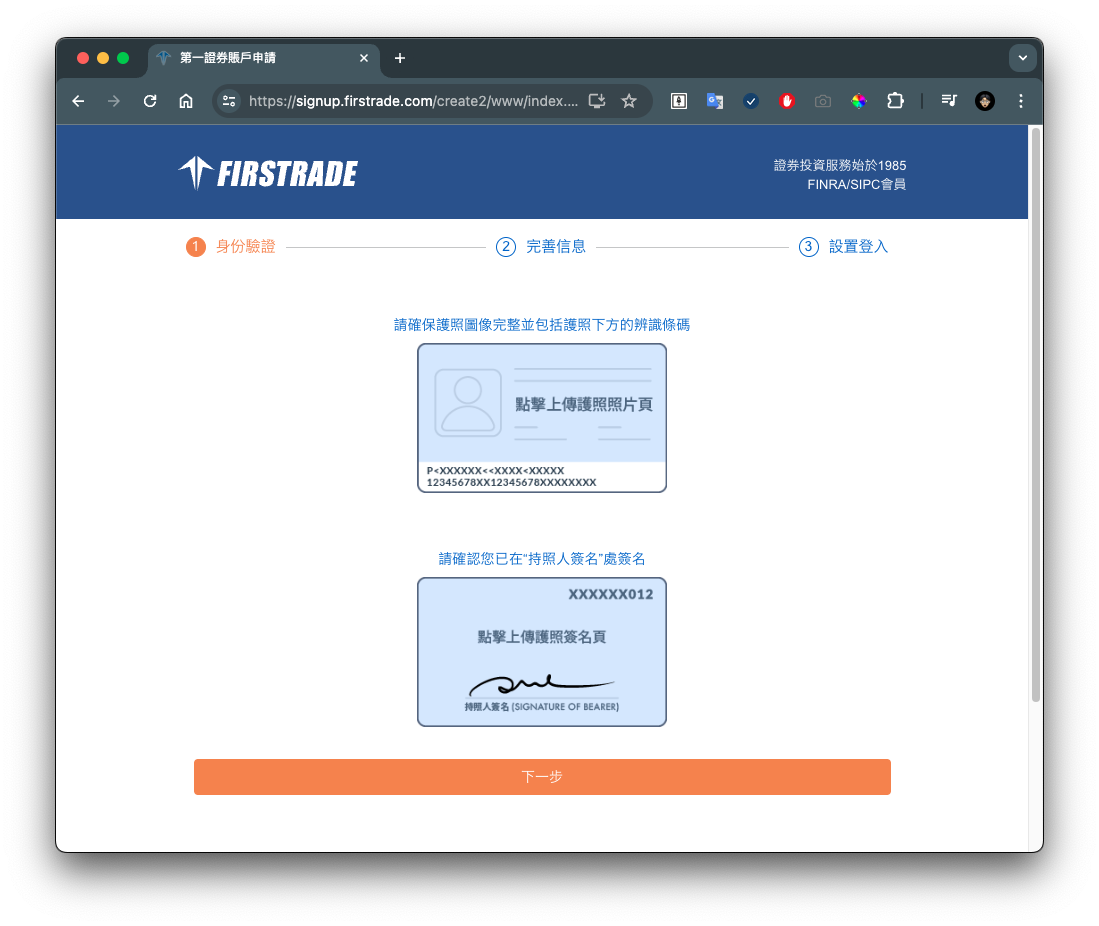 第一證券賬戶申請
https://signup.firstrade.com/create2/www/index....
FIRSTRADE
證券投資服務始於1985
FINRA/SIPC會員
1 身份驗證
2 完善信息
3 設置登入
請確保護照圖像完整並包括護照下方的辨識條碼
點擊上傳護照照片頁
P<XXXXXX<<XXXX<XXXXX
12345678XX12345678XXXXXXXX
請確認您已在“持照人簽名”處簽名
XXXXXX012
點擊上傳護照簽名頁
持照人簽名 (SIGNATURE OF BEARER)
下一步